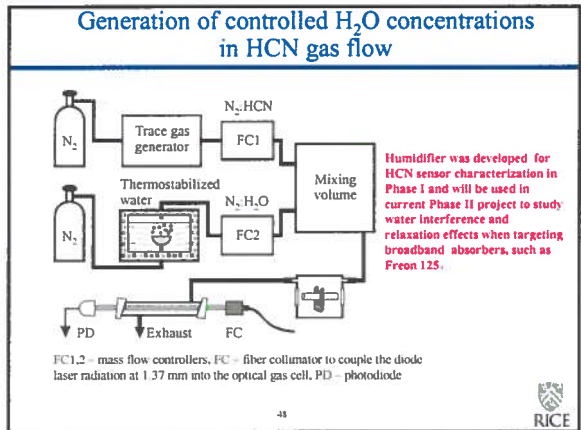 Generation of controlled H₂O concentrations
in HCN gas flow
N₂:HCN
N₂
Trace gas
generator
FC1
Mixing
volume
Thermostabilized
water
N₂:H₂O
N₂
FC2
Humidifier was developed for
HCN sensor characterization in
Phase I and will be used in
current Phase II project to study
water interference and
relaxation effects when targeting
broadband absorbers, such as
Freon 125.
PD
Exhaust
FC
FC1,2 – mass flow controllers, FC – fiber collimator to couple the diode
laser radiation at 1.37 mm into the optical gas cell, PD – photodiode
48
RICE